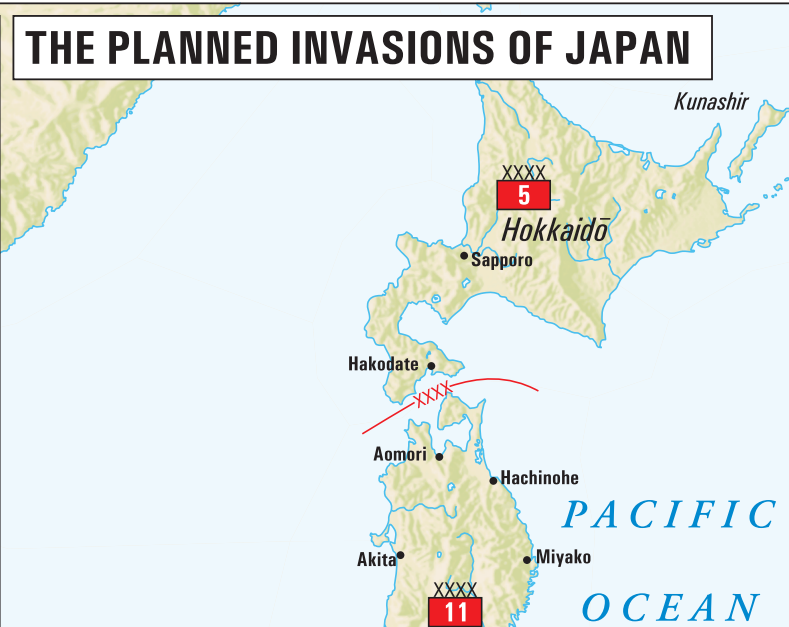 THE PLANNED INVASIONS OF JAPAN
Kunashir
XXXX
5
Hokkaidō
Sapporo
Hakodate
XXXX
Aomori
Hachinohe
PACIFIC
Akita
Miyako
XXXX
11
OCEAN